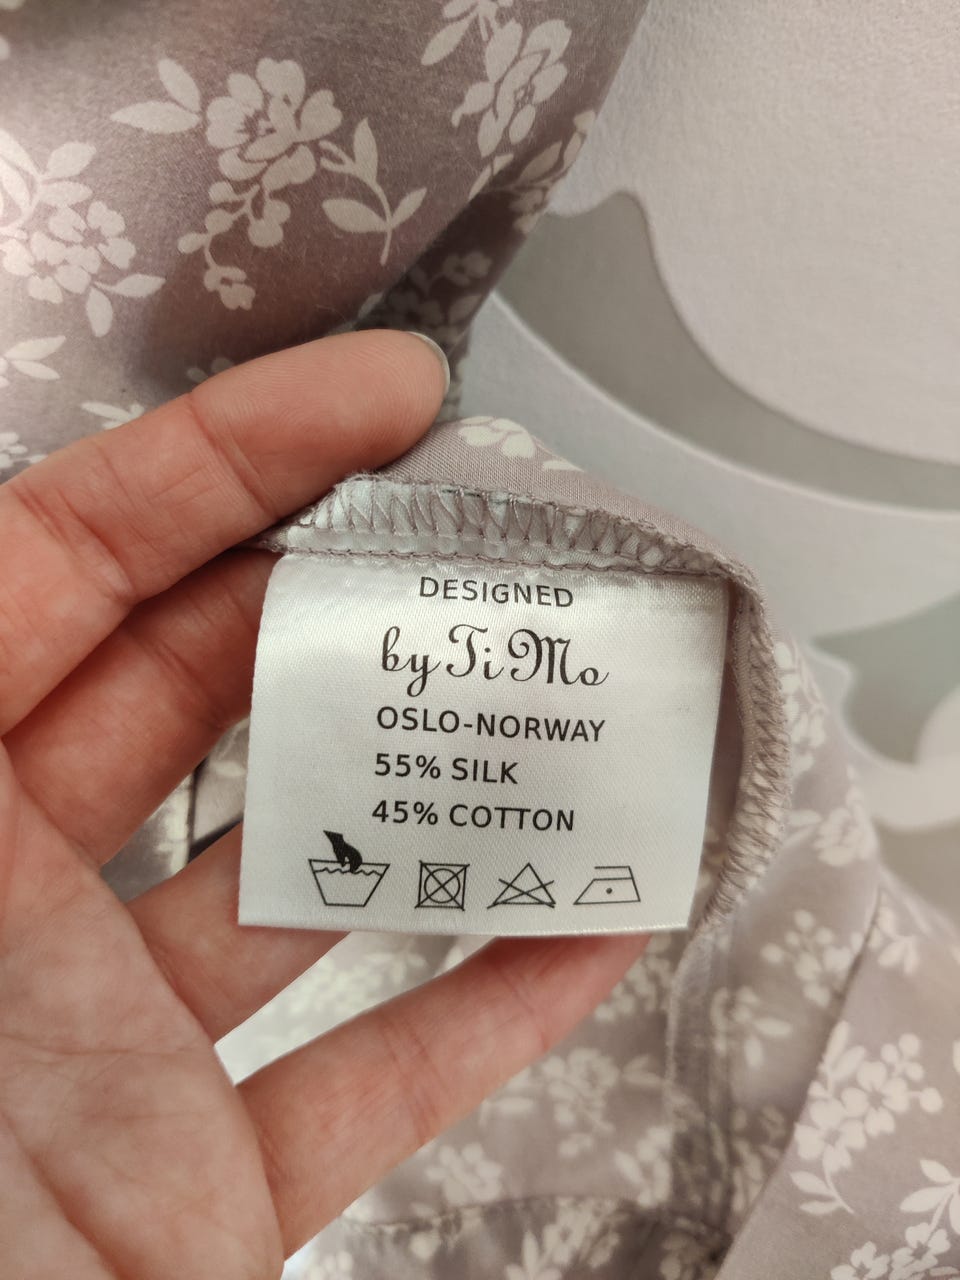 DESIGNED
by Ti Mo
OSLO-NORWAY
55% SILK
45% COTTON